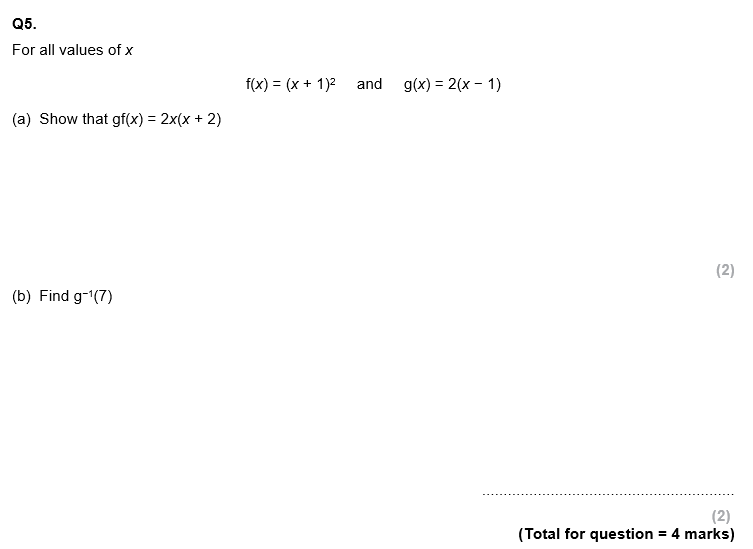 Q5.
For all values of x
f(x) = (x + 1)² and g(x) = 2(x − 1)
(a) Show that gf(x) = 2x(x + 2)
(2)
(b) Find g⁻¹(7)
..........................................................
(2)
(Total for question = 4 marks)